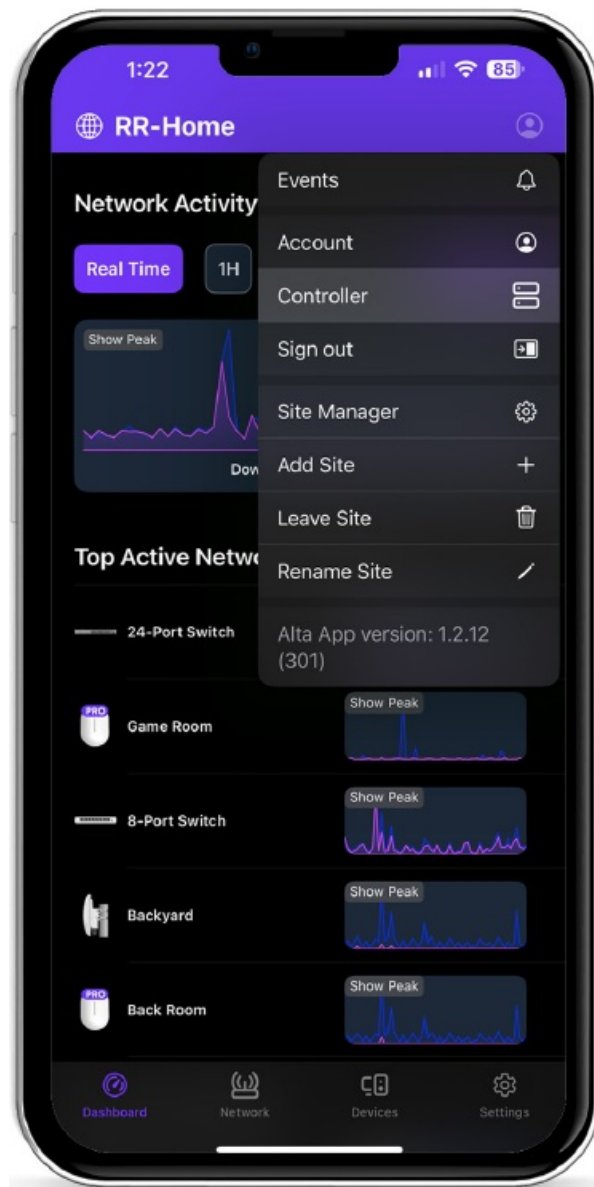 1:22
85
RR-Home
Network Activity
Real Time
1H
Show Peak
Dow
Events
Account
Controller
Sign out
Site Manager
Add Site
Leave Site
Rename Site
Alta App version: 1.2.12
(301)
Top Active Netwo
24-Port Switch
PRO
Game Room
Show Peak
8-Port Switch
Show Peak
Backyard
Show Peak
PRO
Back Room
Show Peak
Dashboard
Network
Devices
Settings